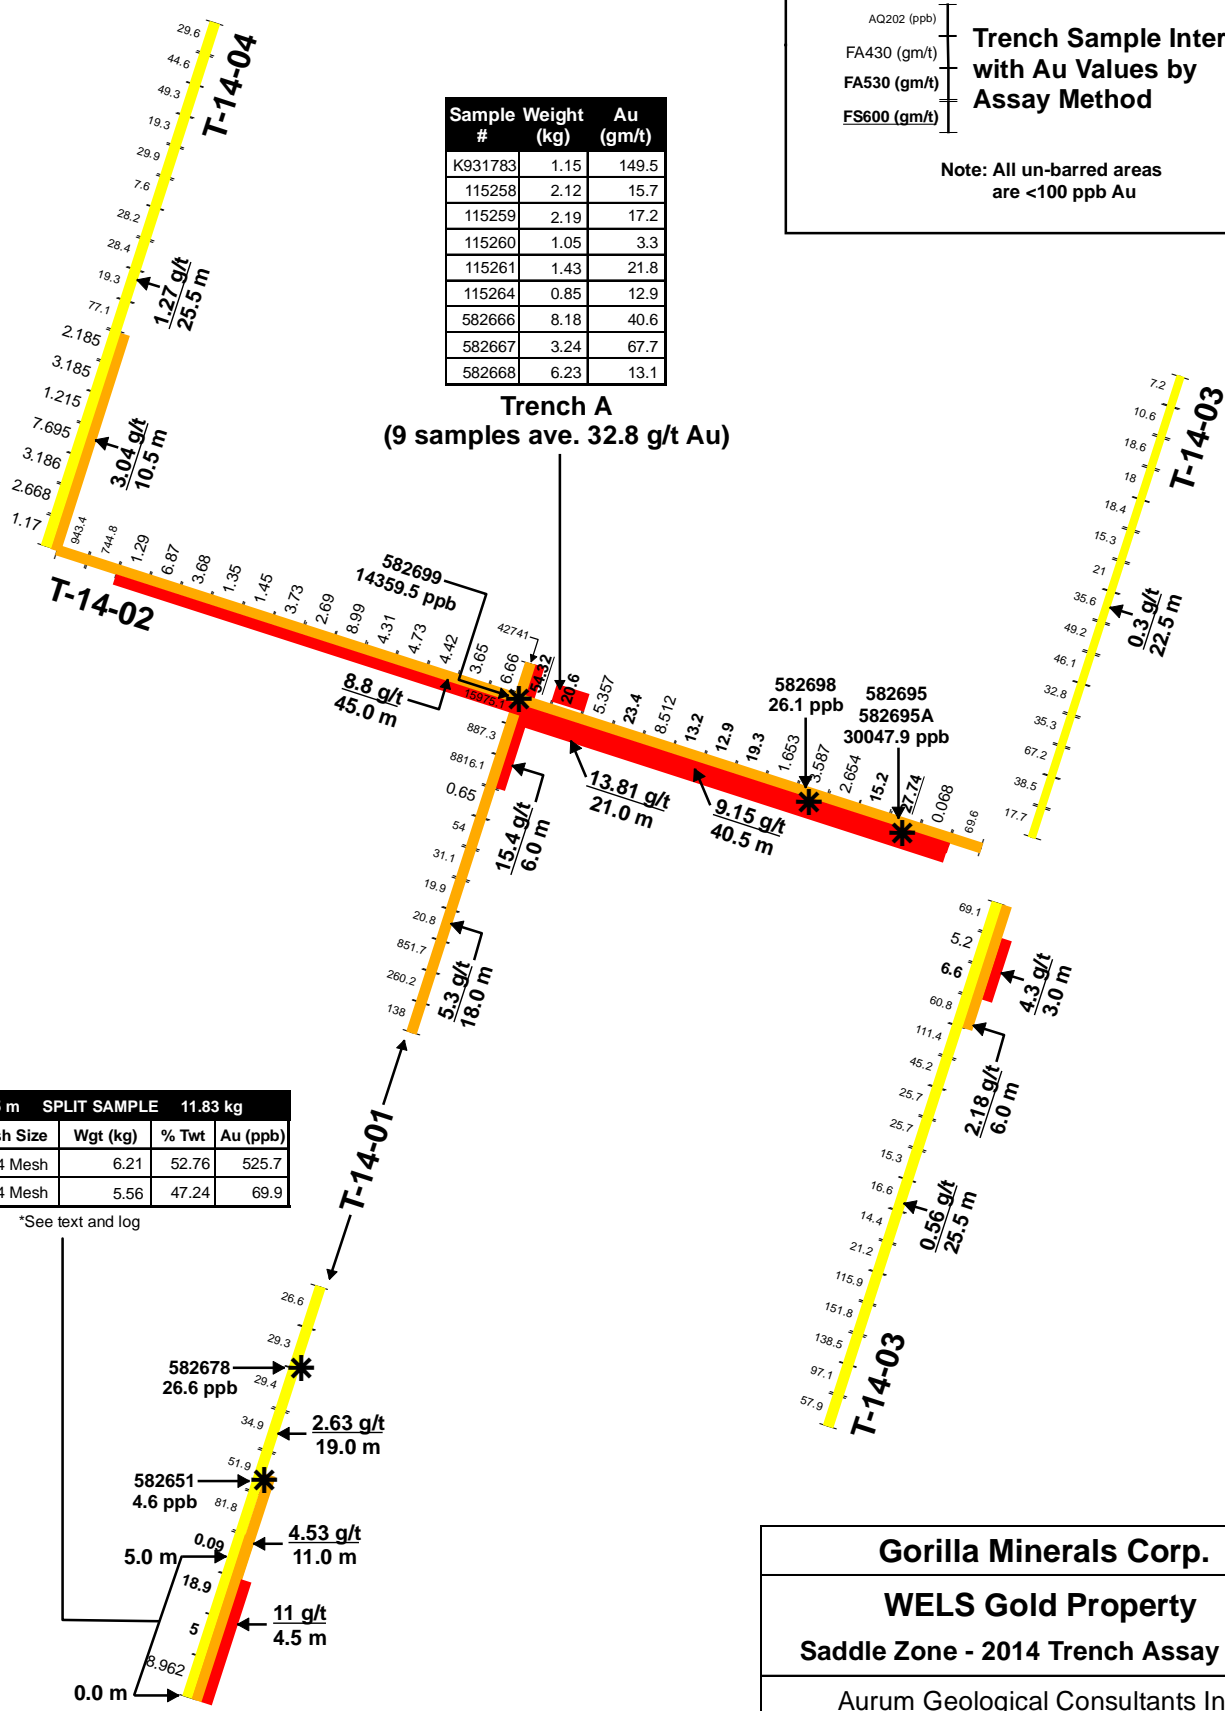 AQ202 (ppb)
FA430 (gm/t)
FA530 (gm/t)
FS600 (gm/t)
Trench Sample Inter
with Au Values by
Assay Method
Note: All un-barred areas
are <100 ppb Au
Sample # Weight (kg) Au (gm/t)
K931783 1.15 149.5
115258 2.12 15.7
115259 2.19 17.2
115260 1.05 3.3
115261 1.43 21.8
115264 0.85 12.9
582666 8.18 40.6
582667 3.24 67.7
582668 6.23 13.1
Trench A
(9 samples ave. 32.8 g/t Au)
T-14-04
29.6
44.6
49.3
19.3
29.9
7.6
28.2
28.4
19.3
77.1
2.185
3.185
1.215
7.695
3.186
2.668
1.17
1.27 g/t
25.5 m
3.04 g/t
10.5 m
T-14-02
943.4
744.8
1.29
6.87
3.68
1.35
1.45
3.73
2.69
8.99
4.31
4.73
4.42
3.65
6.66
54.32
20.6
5.357
23.4
8.512
13.2
12.9
19.3
1.653
3.587
2.654
15.2
27.74
0.068
69.6
582699
14359.5 ppb
42741
15975.1
8.8 g/t
45.0 m
582698
26.1 ppb
582695
582695A
30047.9 ppb
13.81 g/t
21.0 m
9.15 g/t
40.5 m
887.3
8816.1
0.65
54
31.1
19.9
20.8
851.7
260.2
138
15.4 g/t
6.0 m
5.3 g/t
18.0 m
T-14-01
T-14-03
7.2
10.6
18.6
18
18.4
15.3
21
35.6
49.2
46.1
32.8
35.3
67.2
38.5
17.7
0.3 g/t
22.5 m
69.1
5.2
6.6
60.8
111.4
45.2
25.7
25.7
15.3
16.6
14.4
21.2
115.9
151.8
138.5
97.1
57.9
4.3 g/t
3.0 m
2.18 g/t
6.0 m
0.56 g/t
25.5 m
T-14-03
m SPLIT SAMPLE 11.83 kg
Size Wgt (kg) % Twt Au (ppb)
4 Mesh 6.21 52.76 525.7
4 Mesh 5.56 47.24 69.9
*See text and log
26.6
29.3
29.4
34.9
51.9
81.8
0.09
18.9
5
8.962
582678
26.6 ppb
2.63 g/t
19.0 m
582651
4.6 ppb
4.53 g/t
11.0 m
5.0 m
11 g/t
4.5 m
0.0 m
Gorilla Minerals Corp.
WELS Gold Property
Saddle Zone - 2014 Trench Assay
Aurum Geological Consultants In